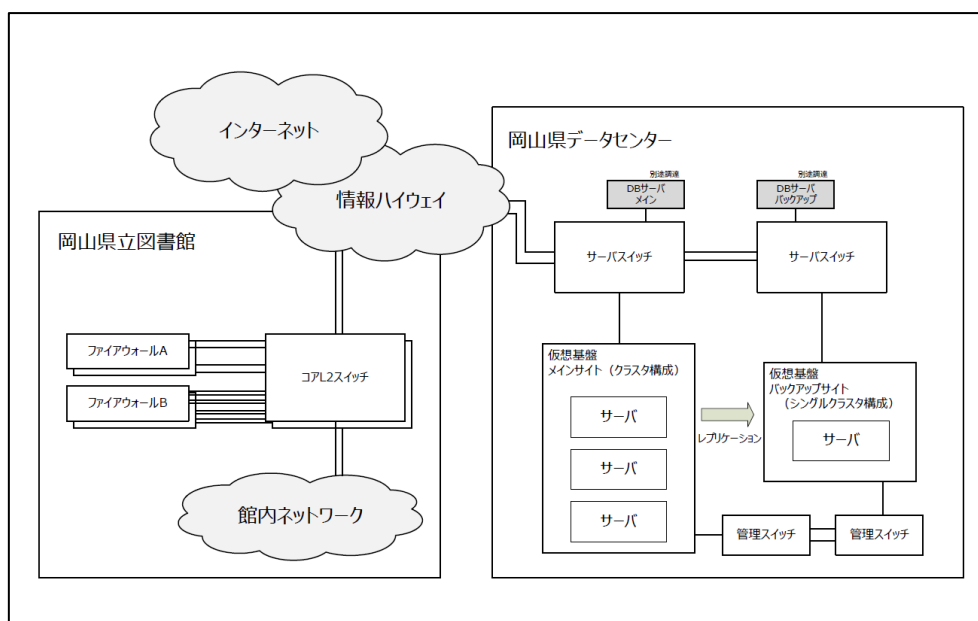 インターネット
情報ハイウェイ
岡山県立図書館
ファイアウォールA
ファイアウォールB
コアL2スイッチ
館内ネットワーク
岡山県データセンター
別途調達
DBサーバ
メイン
別途調達
DBサーバ
バックアップ
サーバスイッチ
サーバスイッチ
仮想基盤
メインサイト（クラスタ構成）
サーバ
サーバ
サーバ
レプリケーション
仮想基盤
バックアップサイト
（シングルクラスタ構成）
サーバ
管理スイッチ
管理スイッチ